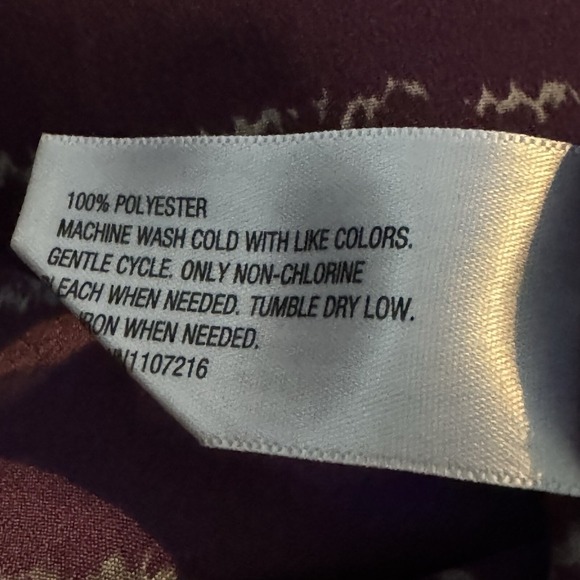 100% POLYESTER
MACHINE WASH COLD WITH LIKE COLORS.
GENTLE CYCLE. ONLY NON-CHLORINE
BLEACH WHEN NEEDED. TUMBLE DRY LOW.
IRON WHEN NEEDED.